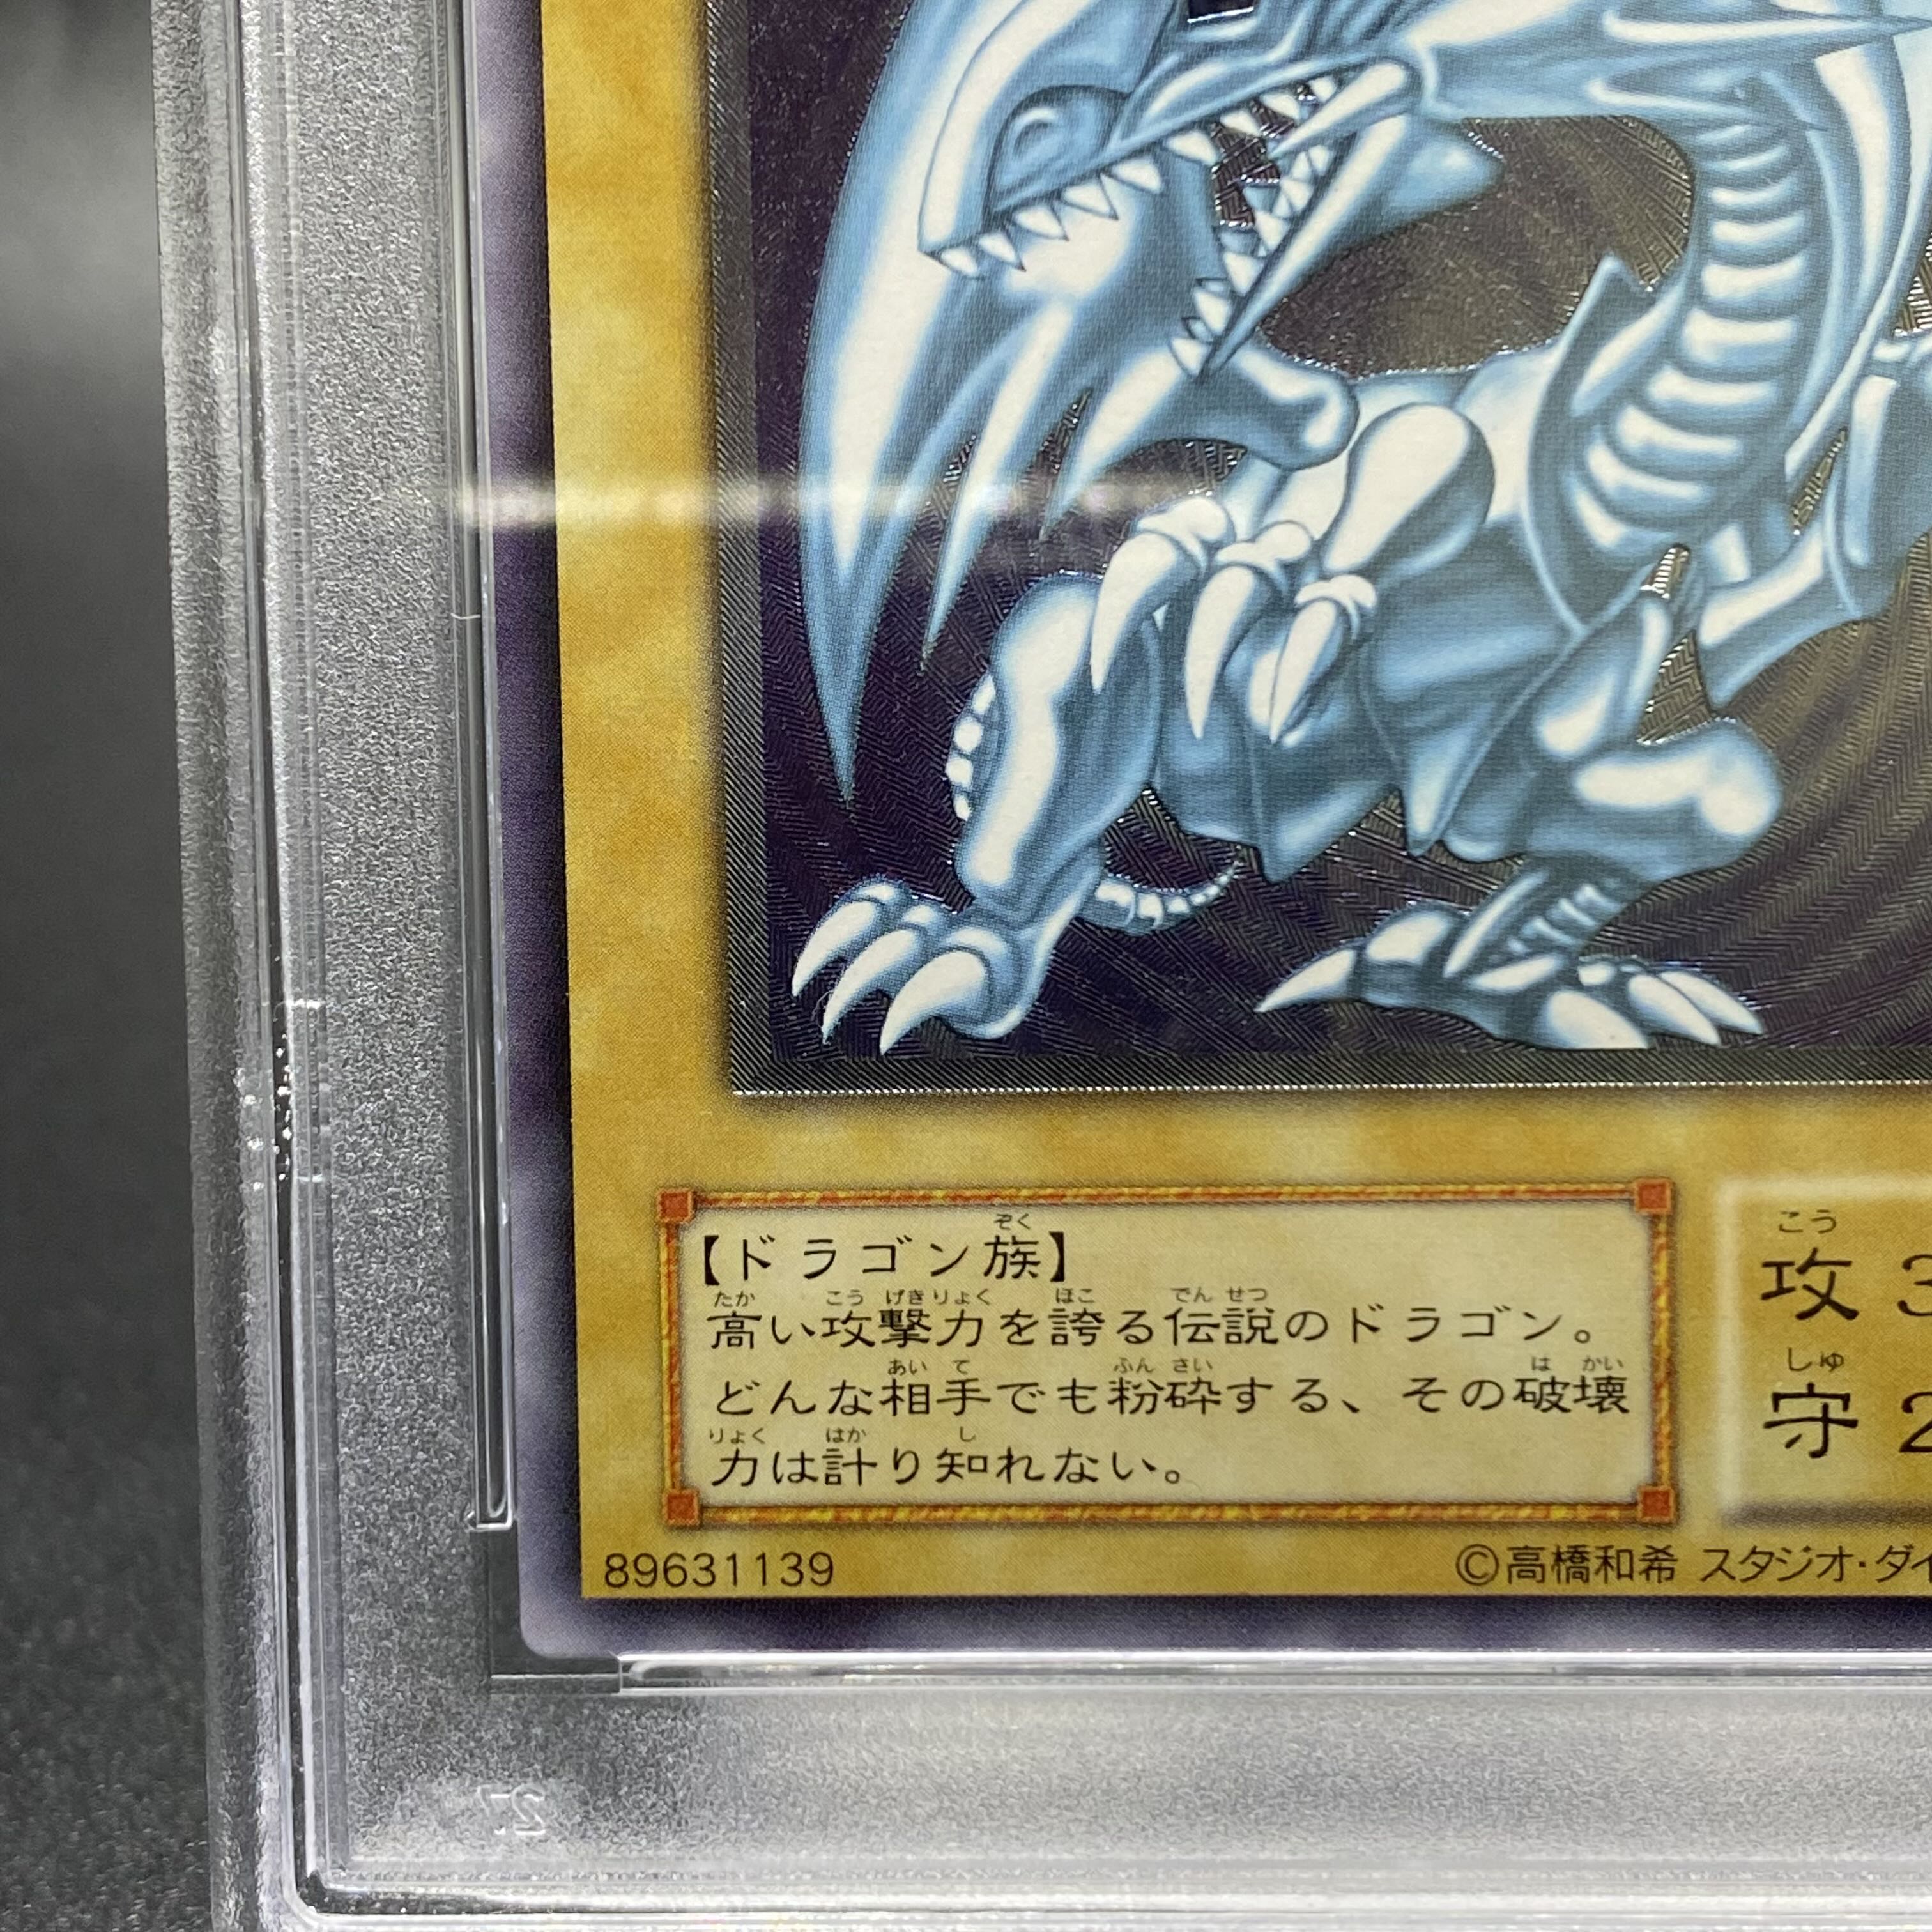 【ドラゴン族】
高い攻撃力を誇る伝説のドラゴン。
どんな相手でも粉砕する、その破壊
力は計り知れない。
攻 3
守 2
89631139
©高橋和希 スタジオ・ダイ